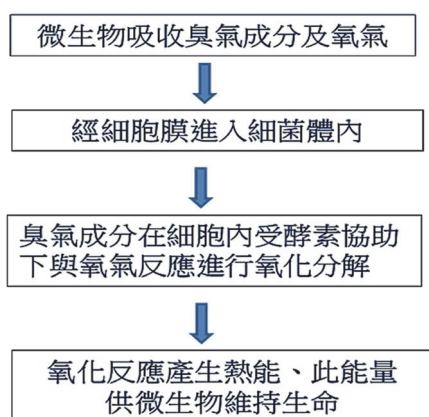 微生物吸收臭氣成分及氧氣
經細胞膜進入細菌體內
臭氣成分在細胞內受酵素協助
下與氧氣反應進行氧化分解
氧化反應產生熱能、此能量
供微生物維持生命